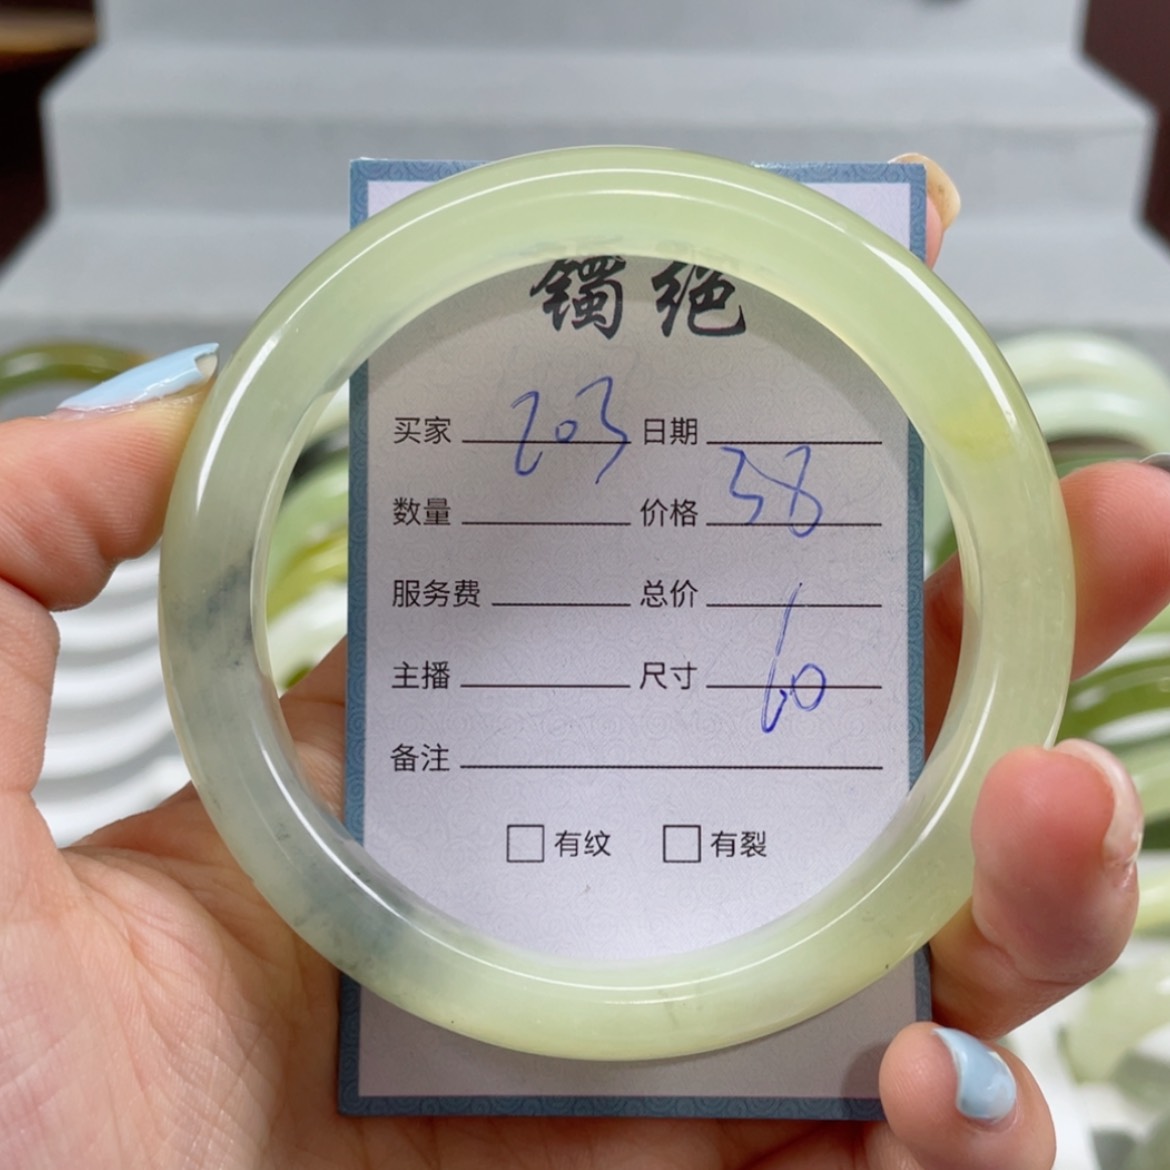 镯绝
买家 203 日期
数量 价格 38
服务费 总价
主播 尺寸 60
备注
有纹 有裂